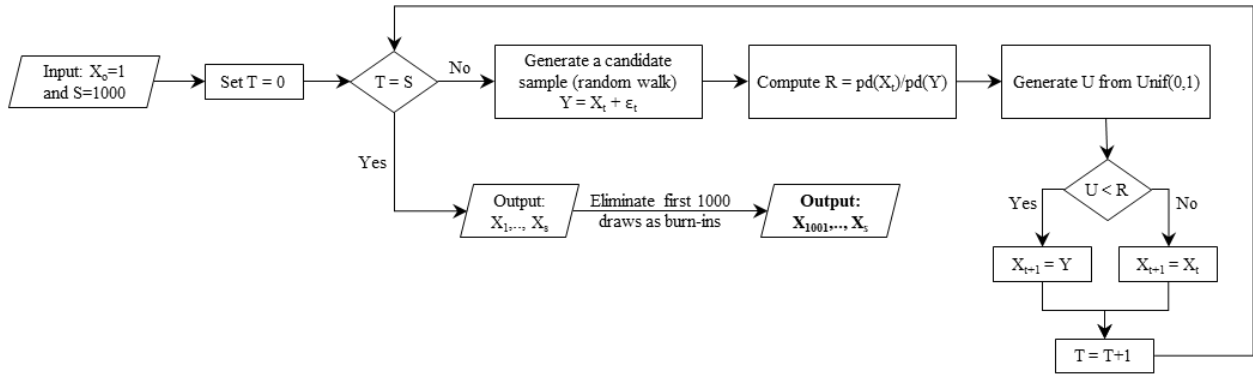 Input: Xₒ=1
and S=1000
Set T = 0
T = S
No
Generate a candidate
sample (random walk)
Y = Xₜ + εₜ
Compute R = pd(Xₜ)/pd(Y)
Generate U from Unif(0,1)
Yes
Output:
X₁,.., Xₛ
Eliminate first 1000
draws as burn-ins
Output:
X₁₀₀₁,.., Xₛ
U < R
Yes
No
Xₜ₊₁ = Y
Xₜ₊₁ = Xₜ
T = T+1